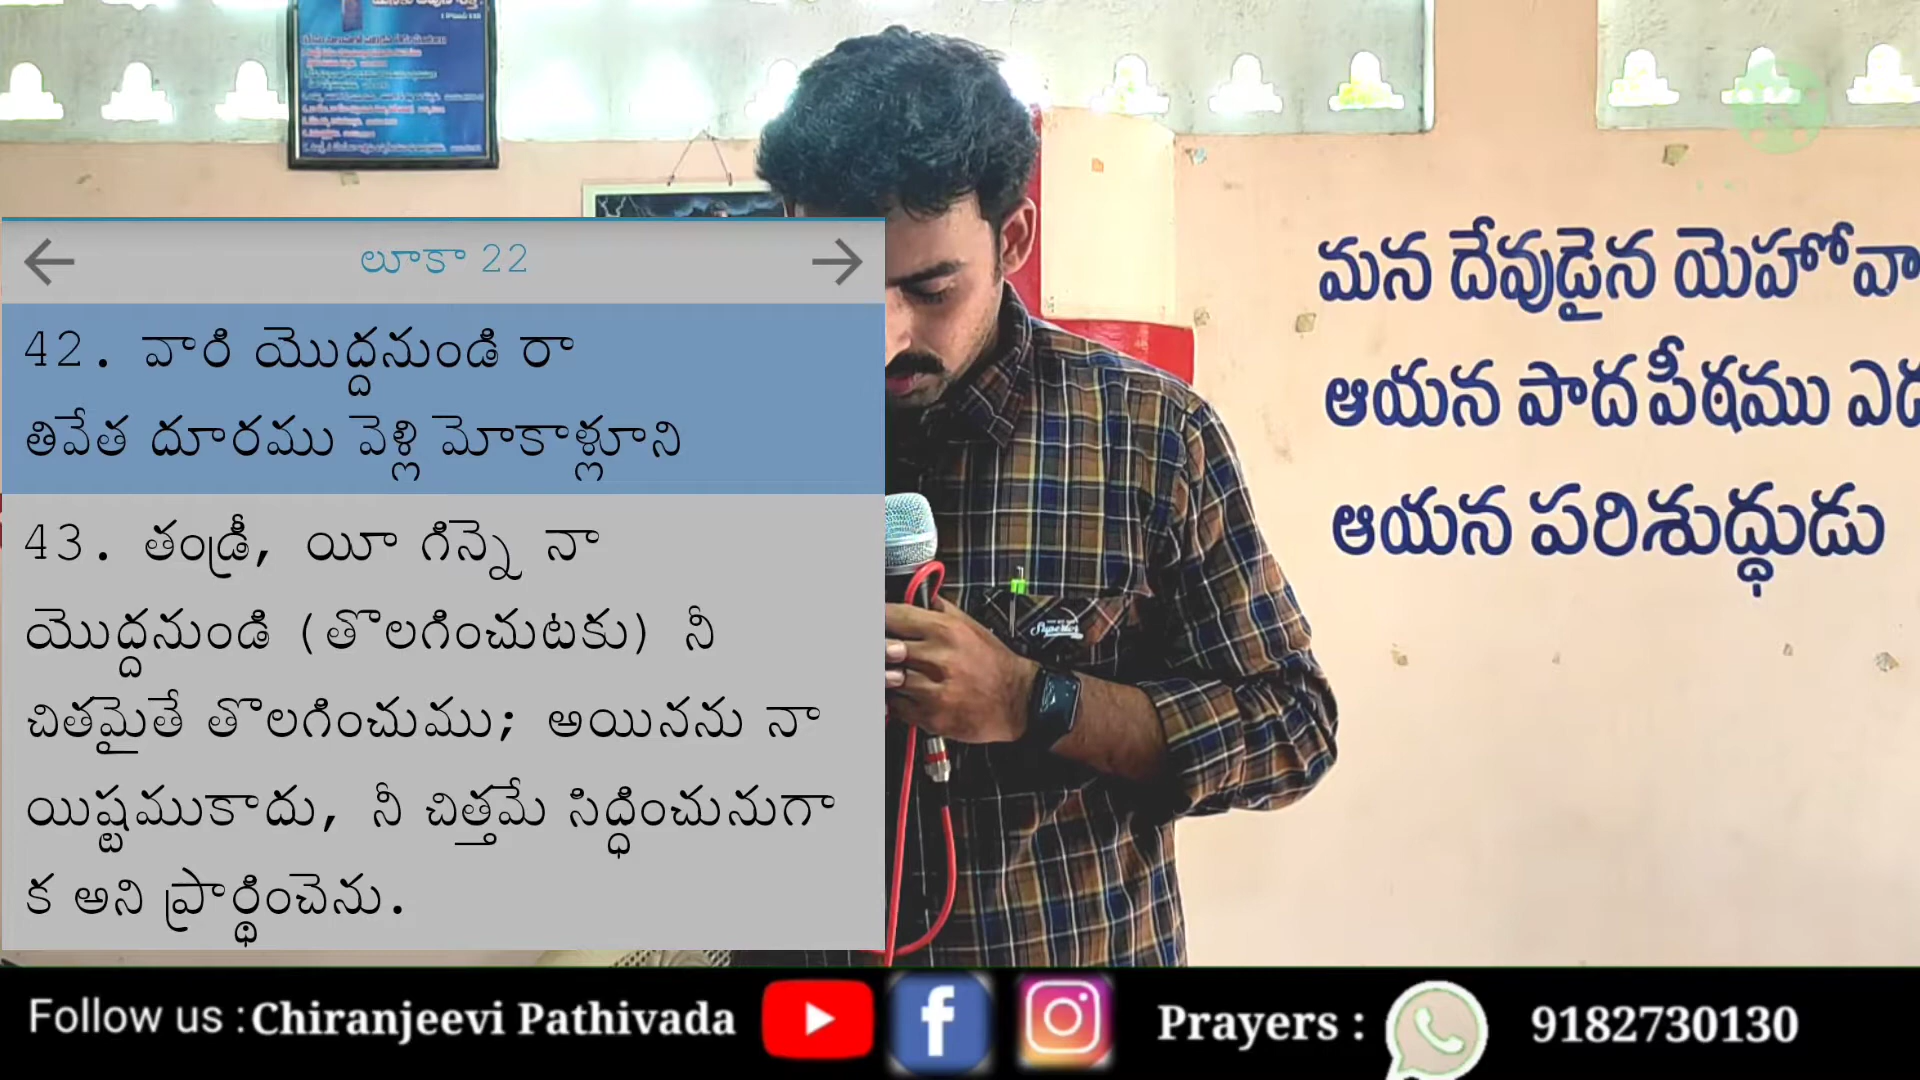 లూకా 22
42. వారి యొద్దనుండి రా
తివేత దూరము వెళ్లి మోకాళ్లూని
43. తండ్రీ, యీ గిన్నె నా
యొద్దనుండి (తొలగించుటకు) నీ
చితమైతే తొలగించుము; అయినను నా
యిష్టముకాదు, నీ చిత్తమే సిద్ధించునుగా
క అని ప్రార్థించెను.
మన దేవుడైన యెహోవా
ఆయన పాద పీఠము ఎద
ఆయన పరిశుద్ధుడు
Superior
Follow us : Chiranjeevi Pathivada
Prayers : 9182730130